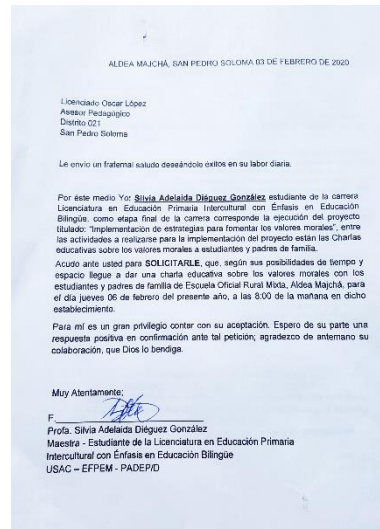 ALDEA MAJCHÁ, SAN PEDRO SOLOMA 03 DE FEBRERO DE 2020
Licenciado Oscar López
Asesor Pedagógico
Distrito 021
San Pedro Soloma
Le envío un fraternal saludo deseándole éxitos en su labor diaria.
Por éste medio Yo: Silvia Adelaida Diéguez González estudiante de la carrera
Licenciatura en Educación Primaria Intercultural con Énfasis en Educación
Bilingüe, como etapa final de la carrera corresponde la ejecución del proyecto
titulado: "Implementación de estrategias para fomentar los valores morales", entre
las actividades a realizarse para la implementación del proyecto están las Charlas
educativas sobre los valores morales a estudiantes y padres de familia.
Acudo ante usted para SOLICITARLE, que, según sus posibilidades de tiempo y
espacio llegue a dar una charla educativa sobre los valores morales con los
estudiantes y padres de familia de Escuela Oficial Rural Mixta, Aldea Majchá, para
el día jueves 06 de febrero del presente año, a las 8:00 de la mañana en dicho
establecimiento.
Para mí es un gran privilegio contar con su aceptación. Espero de su parte una
respuesta positiva en confirmación ante tal petición; agradezco de antemano su
colaboración, que Dios lo bendiga.
Muy Atentamente;
F.
Profa. Silvia Adelaida Diéguez González
Maestra - Estudiante de la Licenciatura en Educación Primaria
Intercultural con Énfasis en Educación Bilingüe
USAC – EFPEM - PADEP/D